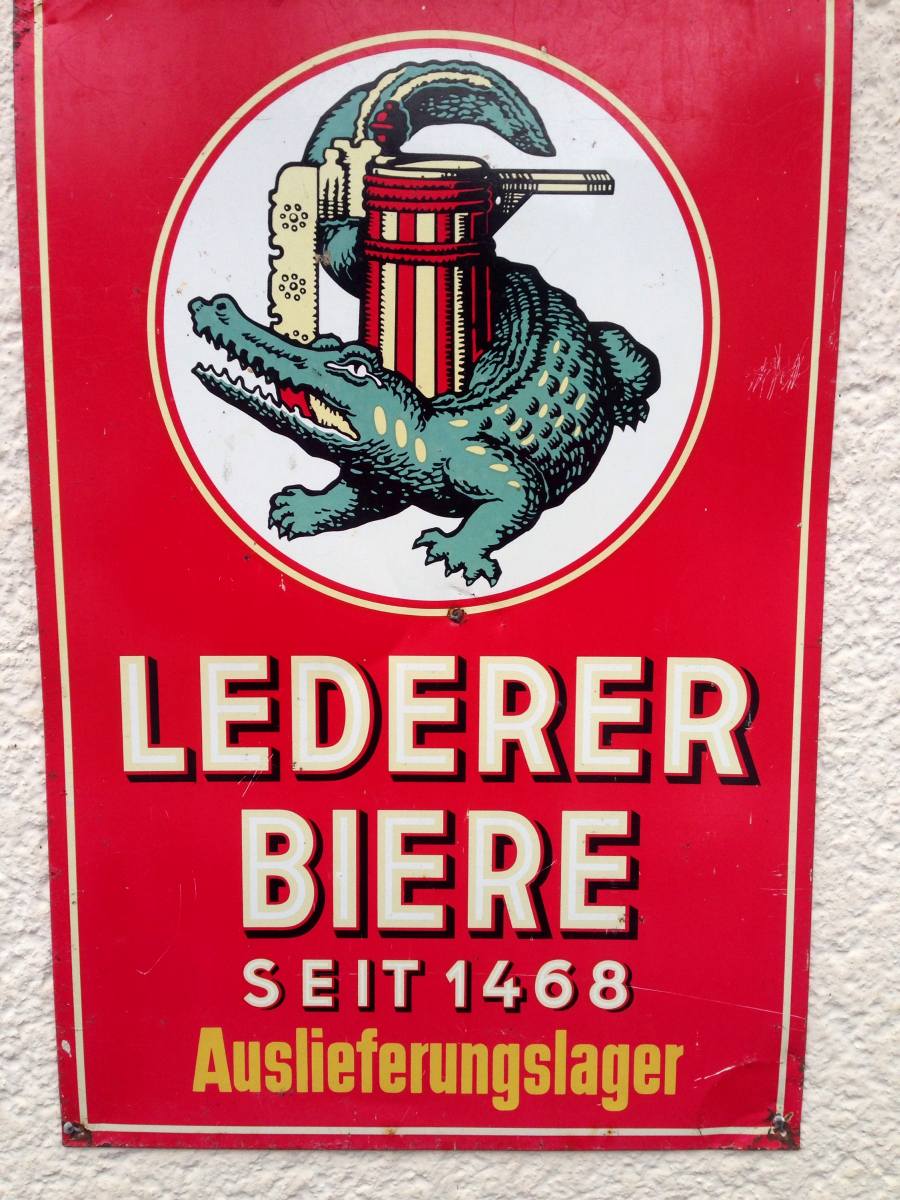 LEDERER
BIERE
SEIT 1468
Auslieferungslager